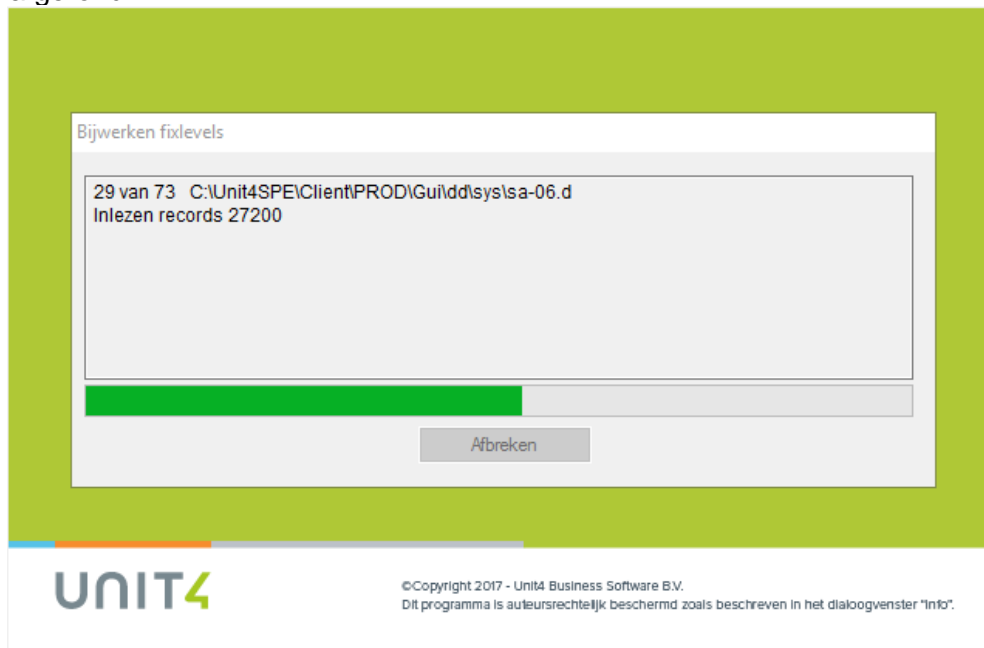 Bijwerken fixlevels
29 van 73 C:\Unit4SPE\Client\PROD\Gui\dd\sys\sa-06.d
Inlezen records 27200
Afbreken
UNIT4
©Copyright 2017 - Unit4 Business Software B.V.
Dit programma is auteursrechtelijk beschermd zoals beschreven in het dialoogvenster "Info".